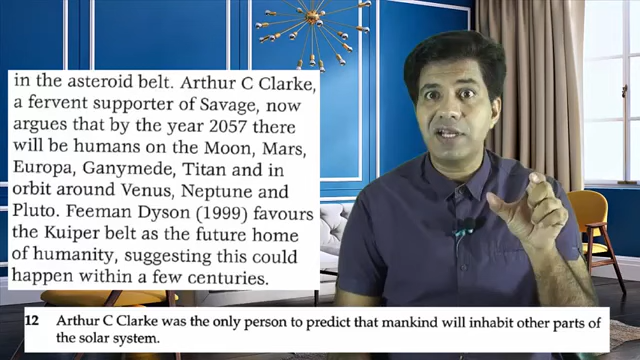 in the asteroid belt. Arthur C Clarke,
a fervent supporter of Savage, now
argues that by the year 2057 there
will be humans on the Moon, Mars,
Europa, Ganymede, Titan and in
orbit around Venus, Neptune and
Pluto. Feeman Dyson (1999) favours
the Kuiper belt as the future home
of humanity, suggesting this could
happen within a few centuries.
12 Arthur C Clarke was the only person to predict that mankind will inhabit other parts of
the solar system.